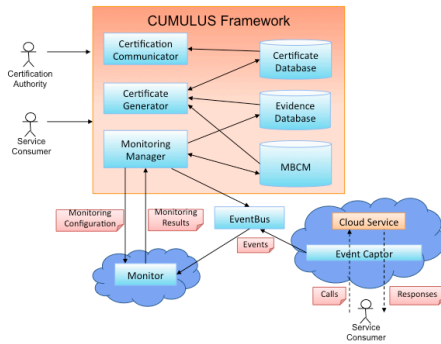 CUMULUS Framework
Certification
Communicator
Certificate
Database
Certification
Authority
Certificate
Generator
Evidence
Database
Service
Consumer
Monitoring
Manager
MBCM
Monitoring
Configuration
Monitoring
Results
EventBus
Cloud Service
Events
Event Captor
Monitor
Calls
Responses
Service
Consumer